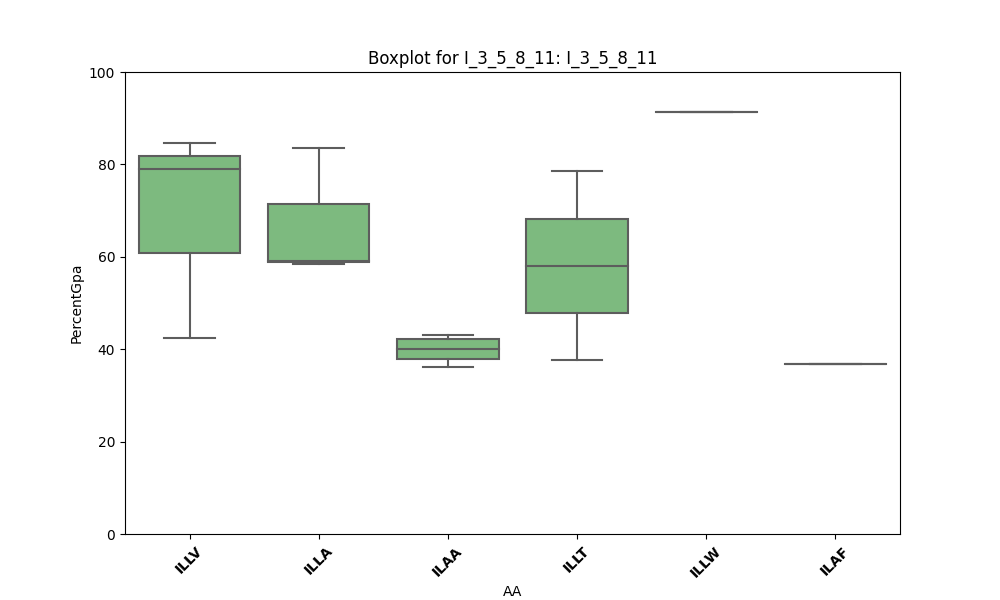 Boxplot for I_3_5_8_11: I_3_5_8_11
100
80
60
40
20
0
PercentGpa
ILLV
ILLA
ILAA
ILLT
ILLW
ILAF
AA